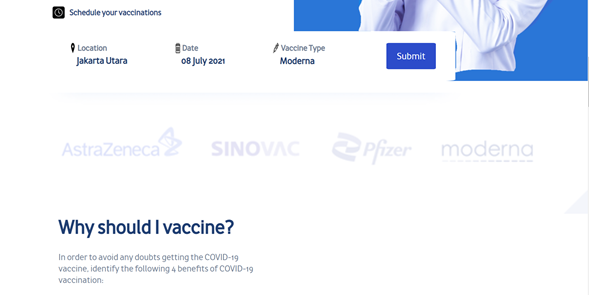 Schedule your vaccinations
Location Date Vaccine Type
Jakarta Utara 08 July 2021 Moderna
Submit
AstraZeneca SINOVAC Pfizer moderna
Why should I vaccine?
In order to avoid any doubts getting the COVID-19
vaccine, identify the following 4 benefits of COVID-19
vaccination: